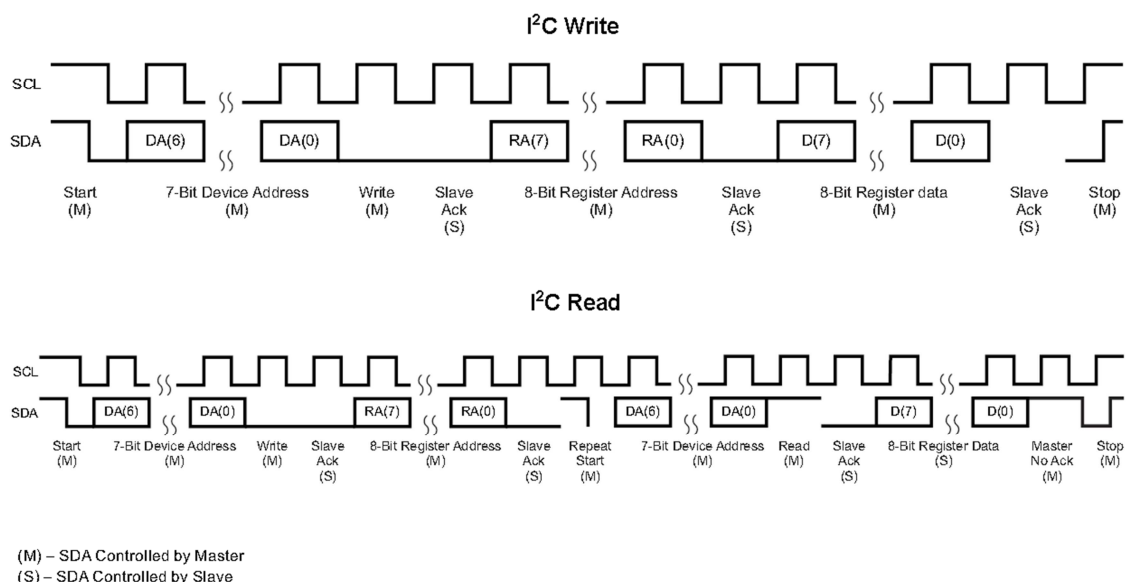 I²C Write
SCL
SDA DA(6) DA(0) RA(7) RA(0) D(7) D(0)
Start 7-Bit Device Address Write Slave 8-Bit Register Address Slave 8-Bit Register data Slave Stop
(M) (M) (M) Ack (M) Ack (M) Ack (M)
(S) (S) (S)
I²C Read
SCL
SDA DA(6) DA(0) RA(7) RA(0) DA(6) DA(0) D(7) D(0)
Start 7-Bit Device Address Write Slave 8-Bit Register Address Slave Repeat 7-Bit Device Address Read Slave 8-Bit Register Data Master Stop
(M) (M) (M) Ack (M) Ack Start (M) (M) Ack (S) No Ack (M)
(S) (S) (M) (S) (M)
(M) – SDA Controlled by Master
(S) – SDA Controlled by Slave